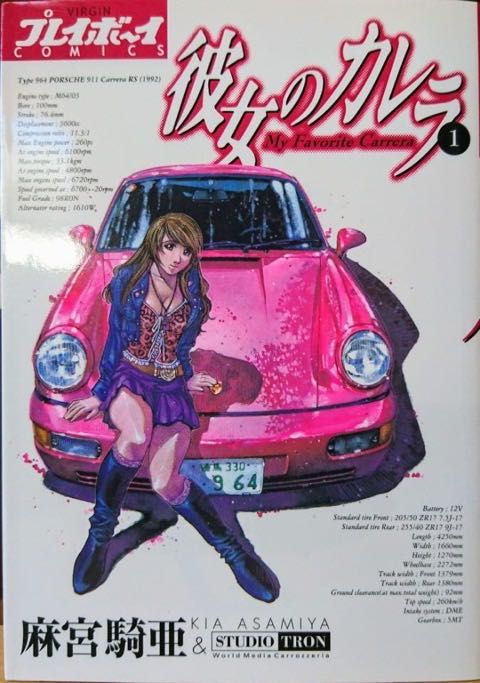 VIRGIN
プレイボーイ
COMICS
彼女のカレラ
My Favorite Carrera
1
Type 964 PORSCHE 911 Carrera RS (1992)
Engine type ; M64/03
Bore ; 100mm
Stroke ; 76.4mm
Displacement ; 3600cc
Compression ratio ; 11.3:1
Max Engine power ; 260ps
At engine speed ; 6100rpm
Max. torque ; 33.1kgm
At engine speed ; 4800rpm
Max engine speed ; 6720rpm
Speed governed at ; 6700+-20rpm
Fuel Grade ; 98RON
Alternator rating ; 1610W
練馬 330
964
Battery ; 12V
Standard tire Front ; 205/50 ZR17 7.5J-17
Standard tire Rear ; 255/40 ZR17 9J-17
Length ; 4250mm
Width ; 1660mm
Height ; 1270mm
Wheelbase ; 2272mm
Track width ; Front 1379mm
Track width ; Rear 1380mm
Ground clearance(at max.total weight) ; 92mm
Top speed ; 260km/h
Intake system ; DME
Gearbox ; 5MT
麻宮騎亜
KIA ASAMIYA
& STUDIO TRON
World Media Carrozzeria